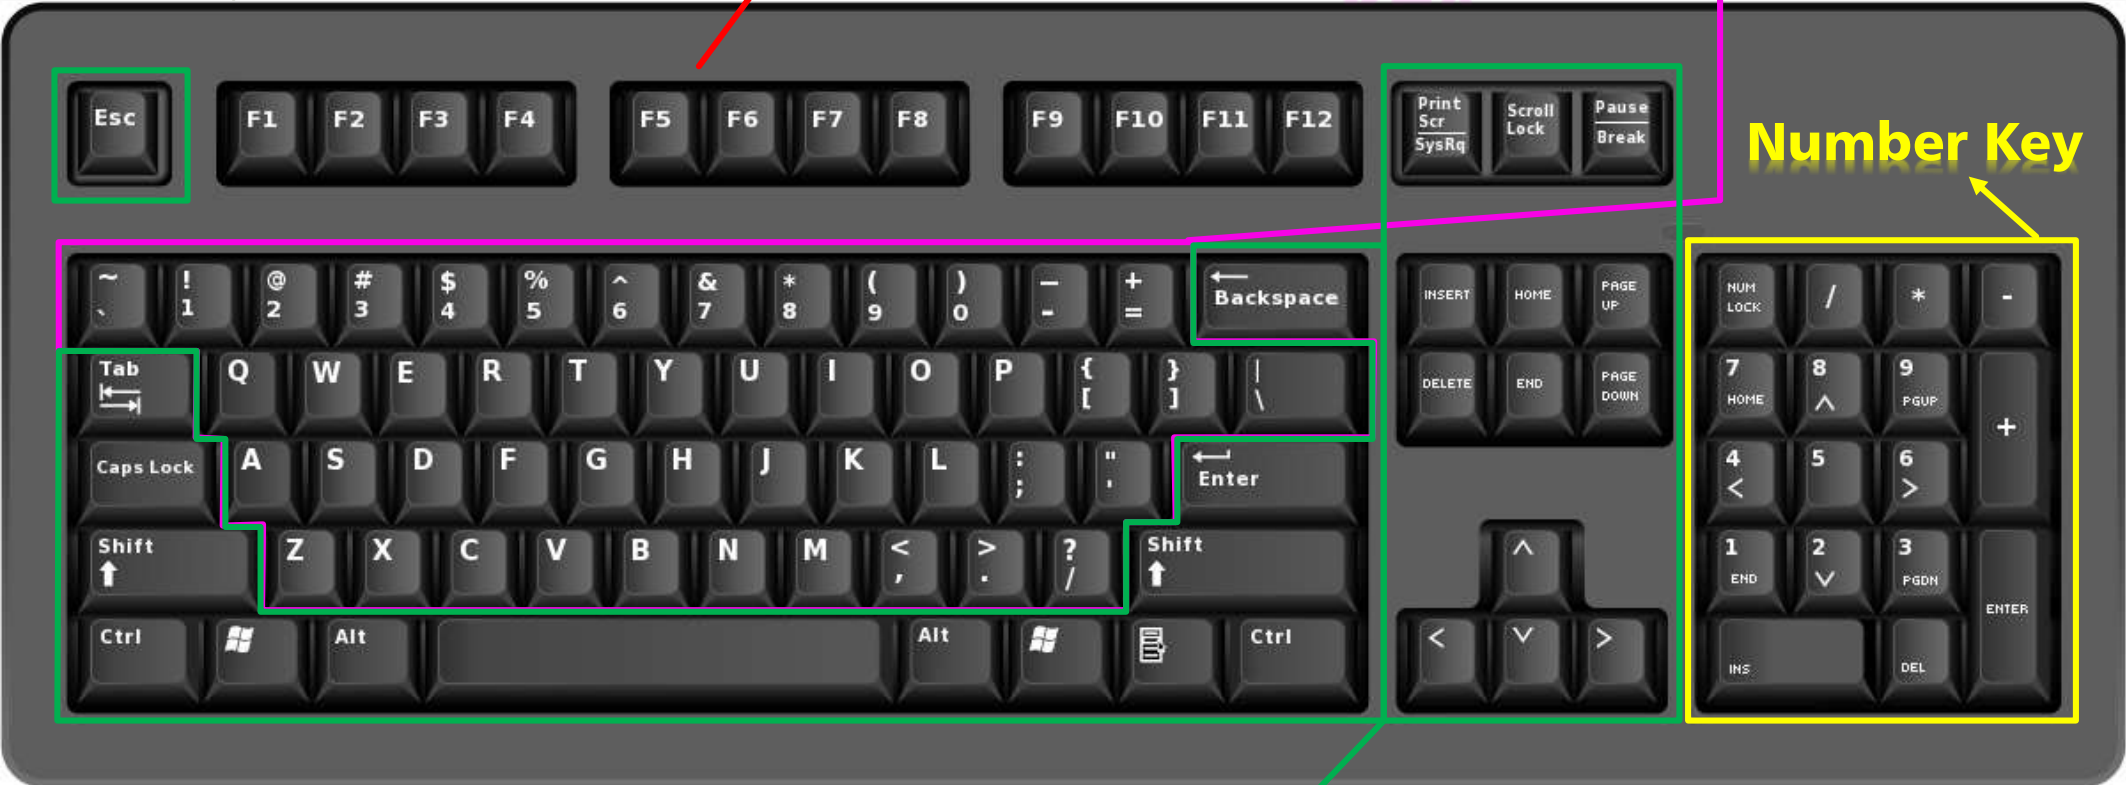 Esc F1 F2 F3 F4 F5 F6 F7 F8 F9 F10 F11 F12
Print
Scr
SysRq
Scroll
Lock
Pause
Break
Number Key
~ ! @ # $ % ^ & * ( ) — +
` 1 2 3 4 5 6 7 8 9 0 - =
Backspace
INSERT HOME
PAGE
UP
NUM
LOCK
/ * -
Tab Q W E R T Y U I O P { } |
[ ] \
DELETE END
PAGE
DOWN
7 8 9
HOME ^ PGUP
+
Caps Lock A S D F G H J K L : "
; '
Enter
4 5 6
< >
Shift Z X C V B N M < > ?
, . /
Shift
^
1 2 3
END v PGDN
ENTER
Ctrl Alt Alt Ctrl
< v >
INS DEL